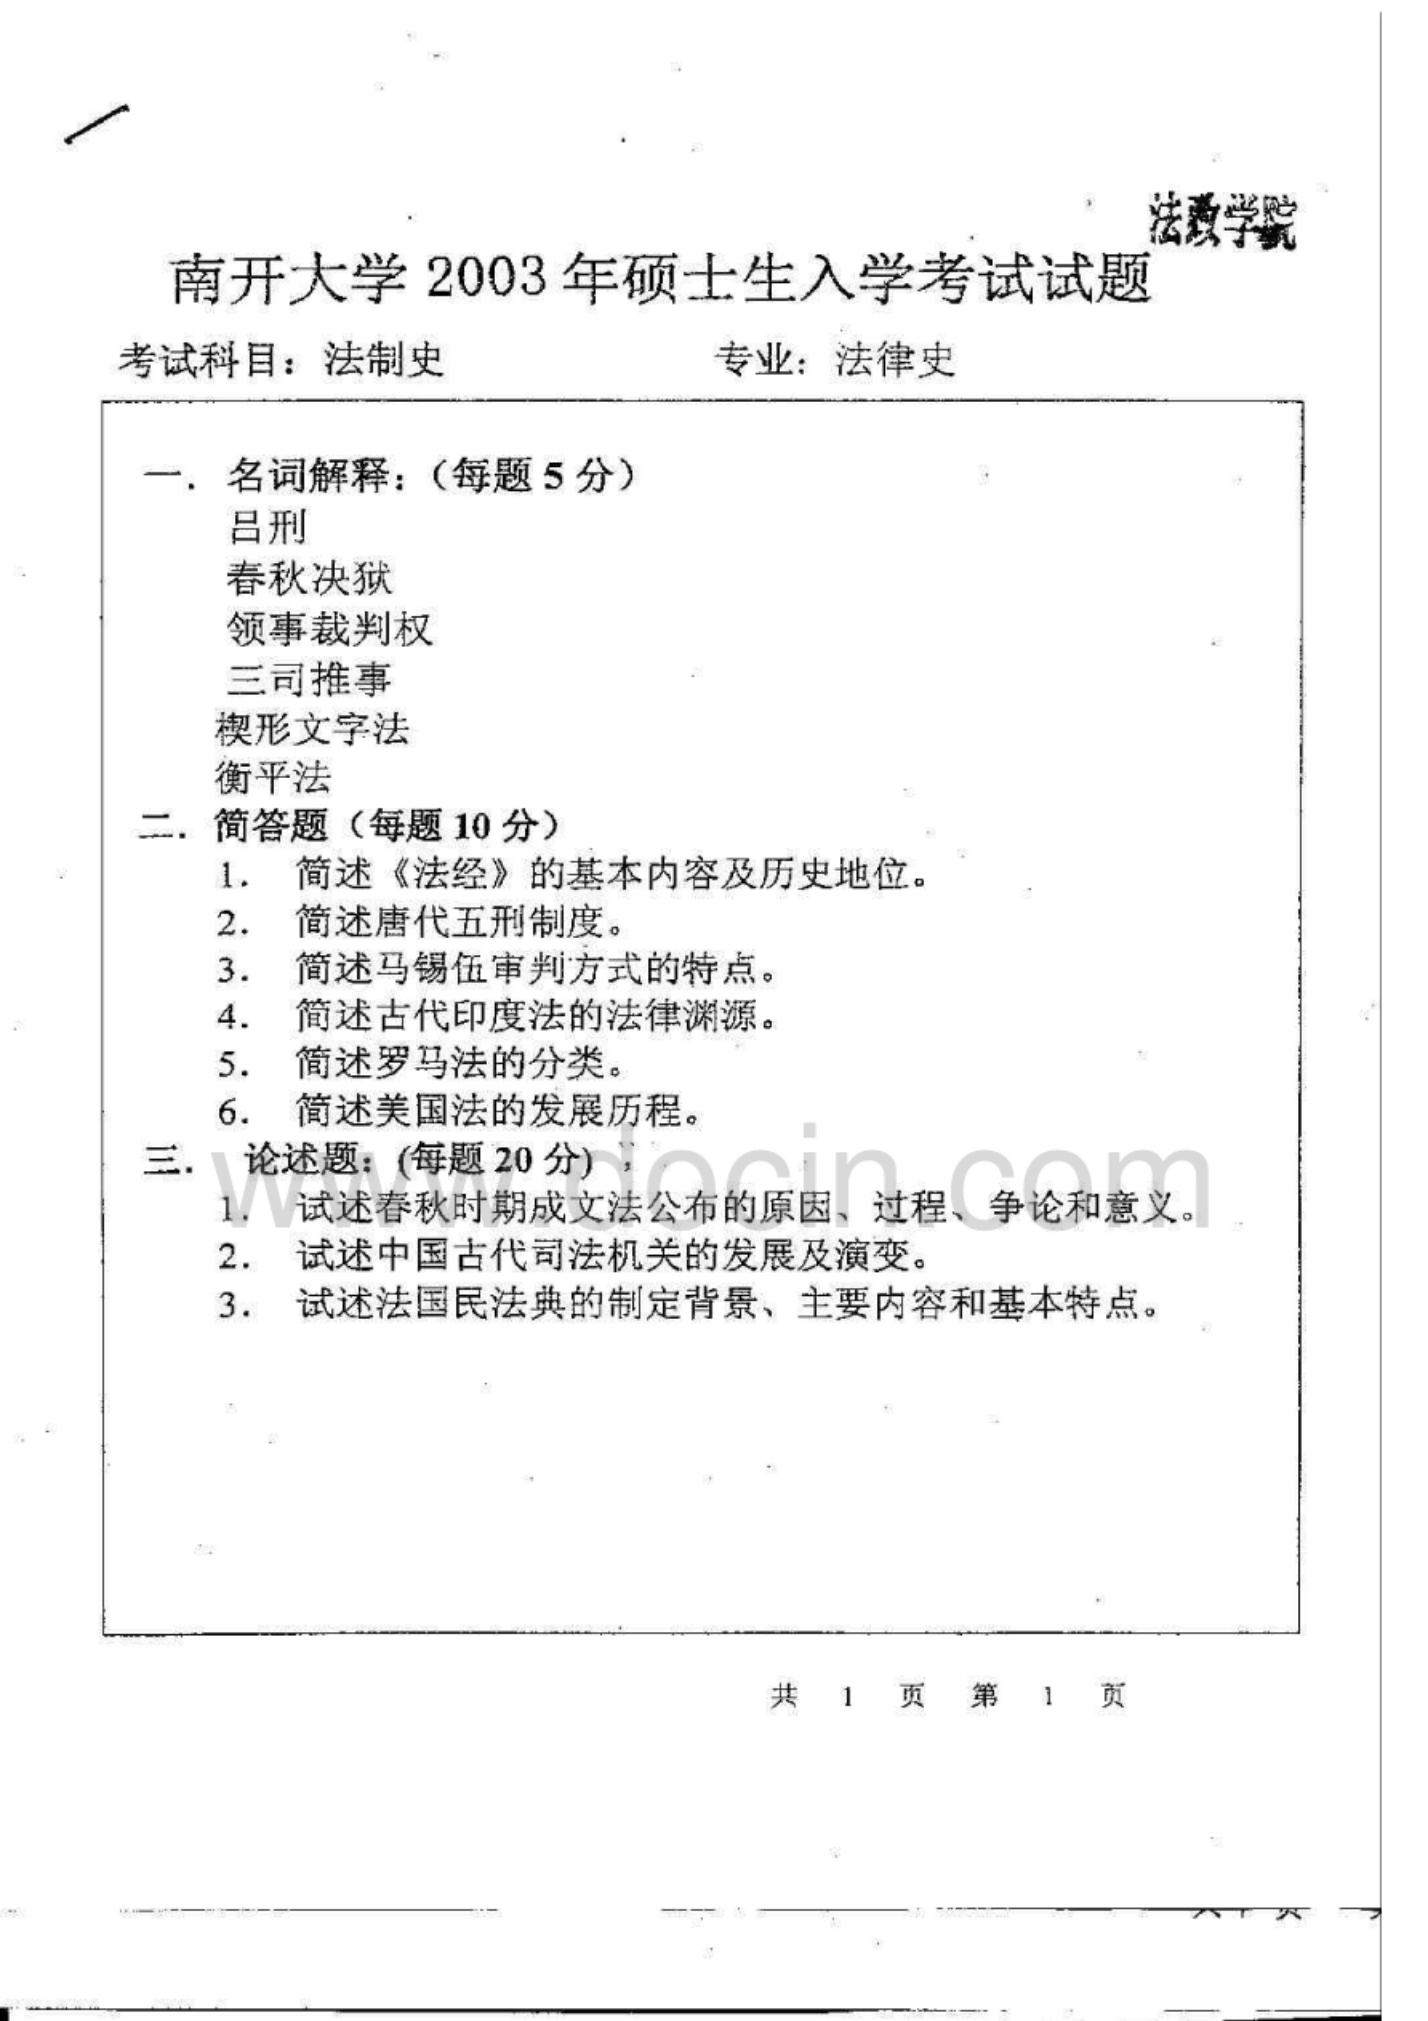 法政学院
南开大学 2003 年硕士生入学考试试题
考试科目：法制史 专业：法律史
一． 名词解释：（每题 5 分）
吕刑
春秋决狱
领事裁判权
三司推事
楔形文字法
衡平法
二． 简答题（每题 10 分）
1． 简述《法经》的基本内容及历史地位。
2． 简述唐代五刑制度。
3． 简述马锡伍审判方式的特点。
4． 简述古代印度法的法律渊源。
5． 简述罗马法的分类。
6． 简述美国法的发展历程。
三． 论述题：(每题 20 分)
1． 试述春秋时期成文法公布的原因、过程、争论和意义。
2． 试述中国古代司法机关的发展及演变。
3． 试述法国民法典的制定背景、主要内容和基本特点。
www.docin.com
共 1 页 第 1 页